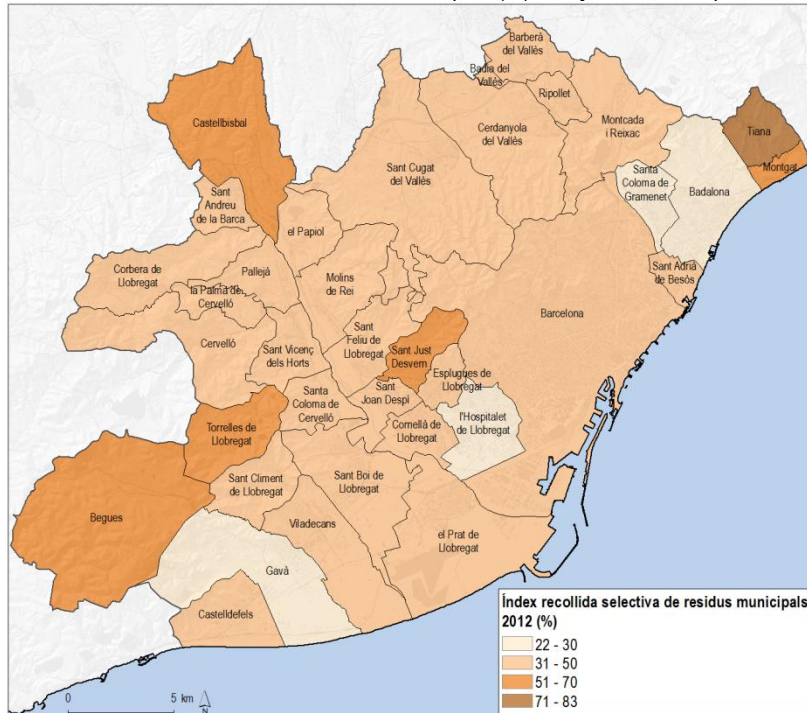 Barberà
del Vallès
Badia del
Vallès
Ripollet
Castellbisbal
Cerdanyola
del Vallès
Montcada
i Reixac
Tiana
Sant Cugat
del Vallès
Santa
Coloma de
Gramenet
Montgat
Badalona
Sant
Andreu
de la Barca
el Papiol
Corbera de
Llobregat
Pallejà
Molins
de Rei
Sant Adrià
de Besòs
la Palma de
Cervelló
Barcelona
Cervelló
Sant Vicenç
dels Horts
Sant
Feliu de
Llobregat
Sant Just
Desvern
Esplugues de
Llobregat
Santa
Coloma de
Cervelló
Sant
Joan Despí
Torrelles de
Llobregat
Cornellà de
Llobregat
l'Hospitalet
de Llobregat
Sant Climent
de Llobregat
Sant Boi de
Llobregat
Begues
Viladecans
el Prat de
Llobregat
Gavà
Castelldefels
Índex recollida selectiva de residus municipals
2012 (%)
22 - 30
31 - 50
51 - 70
71 - 83
0 5 km
N